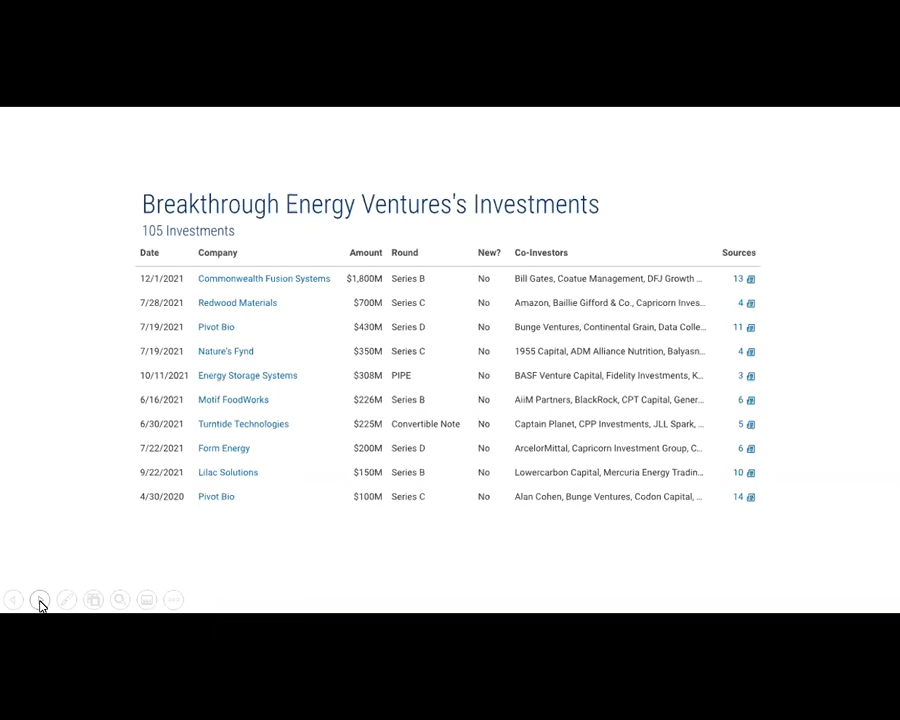 Breakthrough Energy Ventures's Investments
105 Investments
Date Company Amount Round New? Co-Investors Sources
12/1/2021 Commonwealth Fusion Systems $1,800M Series B No Bill Gates, Coatue Management, DFJ Growth ... 13
7/28/2021 Redwood Materials $700M Series C No Amazon, Baillie Gifford & Co., Capricorn Inves... 4
7/19/2021 Pivot Bio $430M Series D No Bunge Ventures, Continental Grain, Data Colle... 11
7/19/2021 Nature's Fynd $350M Series C No 1955 Capital, ADM Alliance Nutrition, Balyasn... 4
10/11/2021 Energy Storage Systems $308M PIPE No BASF Venture Capital, Fidelity Investments, K... 3
6/16/2021 Motif FoodWorks $226M Series B No AiiM Partners, BlackRock, CPT Capital, Gener... 6
6/30/2021 Turntide Technologies $225M Convertible Note No Captain Planet, CPP Investments, JLL Spark, ... 5
7/22/2021 Form Energy $200M Series D No ArcelorMittal, Capricorn Investment Group, C... 6
9/22/2021 Lilac Solutions $150M Series B No Lowercarbon Capital, Mercuria Energy Tradin... 10
4/30/2020 Pivot Bio $100M Series C No Alan Cohen, Bunge Ventures, Codon Capital, ... 14